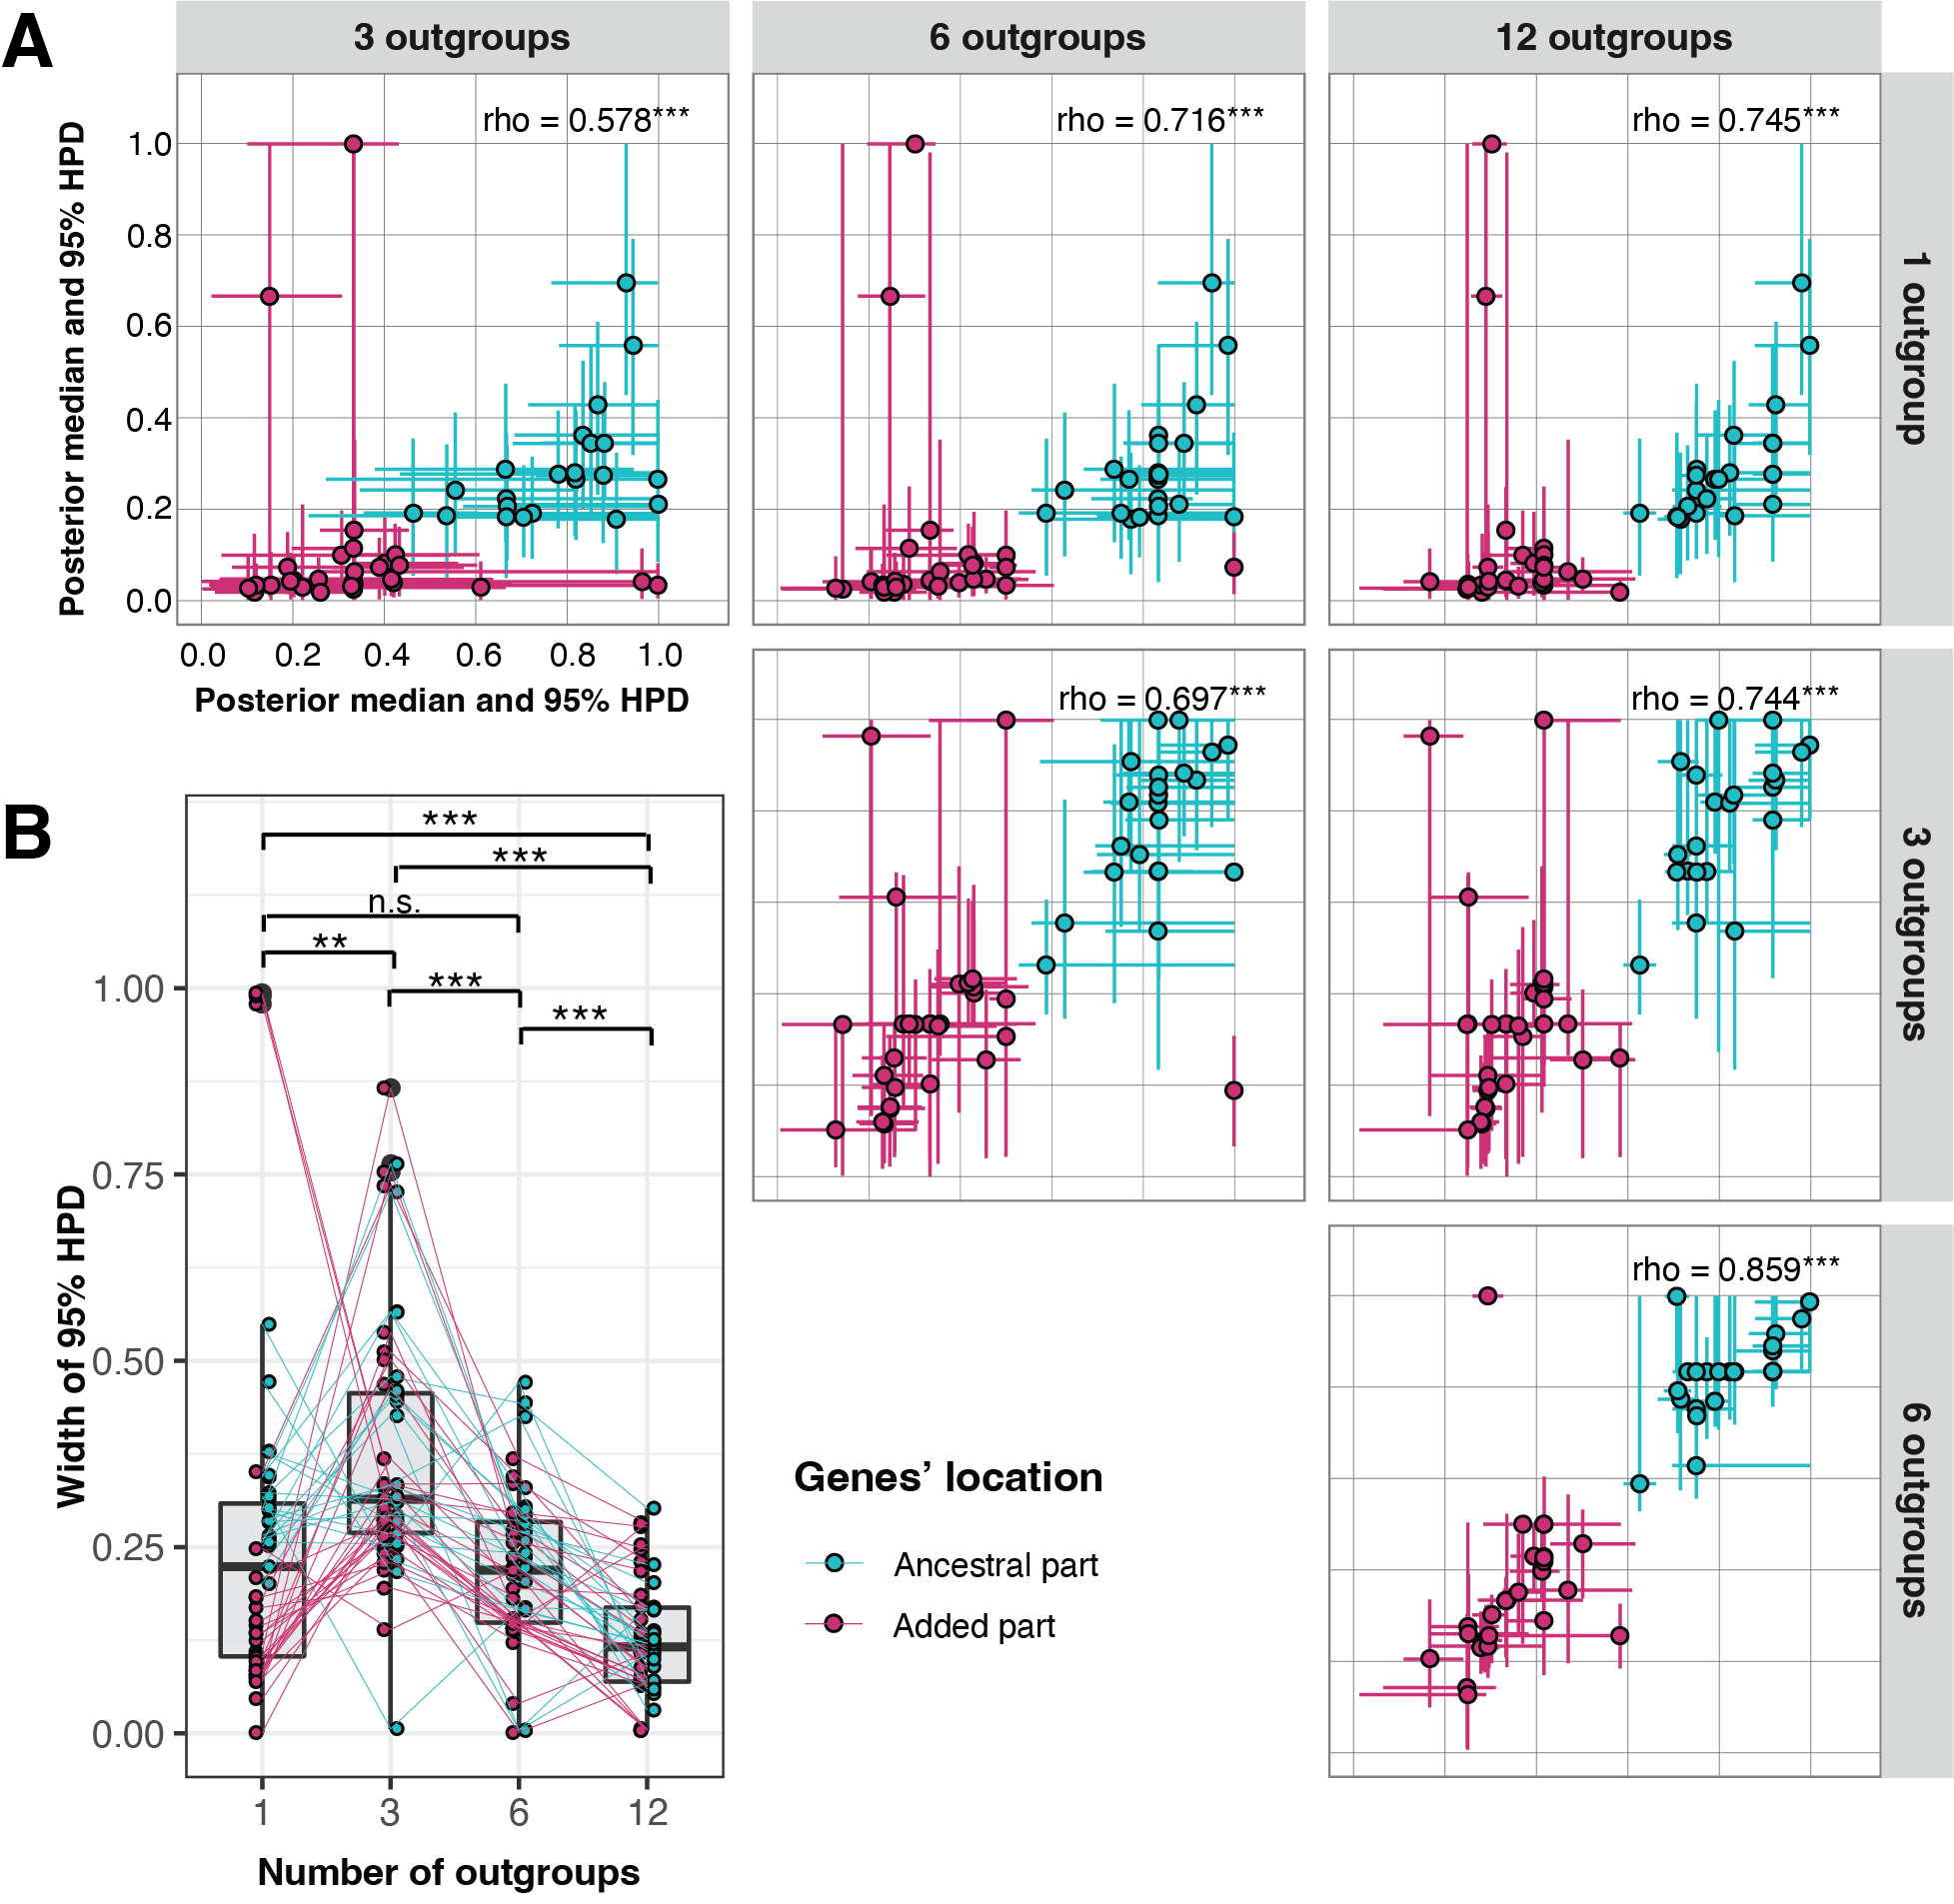 A
3 outgroups
6 outgroups
12 outgroups
rho = 0.578***
rho = 0.716***
rho = 0.745***
Posterior median and 95% HPD
1.0
0.8
0.6
0.4
0.2
0.0
1 outgroup
0.0 0.2 0.4 0.6 0.8 1.0
Posterior median and 95% HPD
rho = 0.697***
rho = 0.744***
3 outgroups
rho = 0.859***
6 outgroups
B
***
***
n.s.
**
***
***
Width of 95% HPD
1.00
0.75
0.50
0.25
0.00
1 3 6 12
Number of outgroups
Genes’ location
Ancestral part
Added part